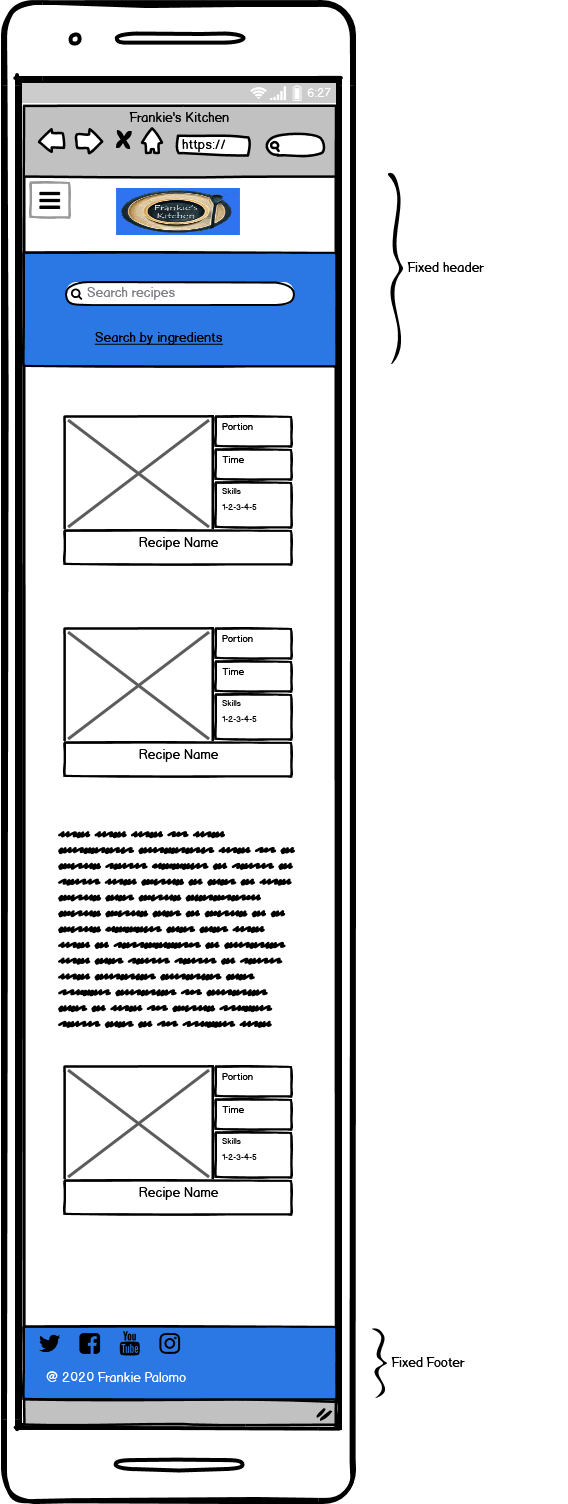 6:27
Frankie's Kitchen
https://
Frankie's
Kitchen
Fixed header
Search recipes
Search by ingredients
Portion
Time
Skills
1-2-3-4-5
Recipe Name
Portion
Time
Skills
1-2-3-4-5
Recipe Name
Portion
Time
Skills
1-2-3-4-5
Recipe Name
You
Tube
Fixed Footer
@ 2020 Frankie Palomo